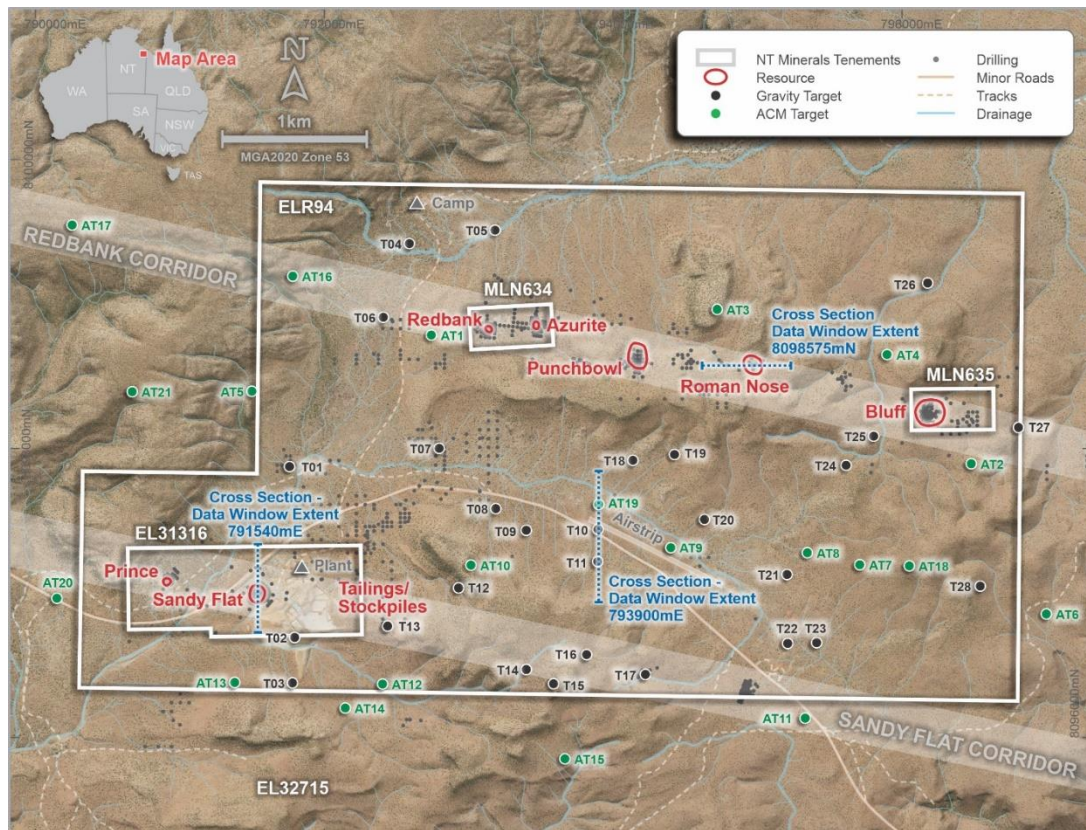 790000mE
792000mE
796000mE
WA
NT
SA
QLD
NSW
VIC
TAS
Map Area
N
1km
MGA2020 Zone 53
NT Minerals Tenements
Resource
Gravity Target
ACM Target
Drilling
Minor Roads
Tracks
Drainage
8100000mN
ELR94
Camp
AT17
T04
T05
REDBANK CORRIDOR
AT16
T26
MLN634
T06
Redbank
Azurite
AT1
AT3
Cross Section
Data Window Extent
8098575mN
Punchbowl
Roman Nose
AT4
MLN635
AT21
AT5
Bluff
T27
T07
T25
T01
T18
T19
T24
AT2
Cross Section -
Data Window Extent
791540mE
T08
AT19
T09
T10
Airstrip
T20
EL31316
AT9
AT8
Prince
Plant
AT10
T11
AT7
AT18
AT20
Sandy Flat
Tailings/
Stockpiles
T12
Cross Section -
Data Window Extent
793900mE
T21
T28
AT6
T02
T13
T22
T23
T16
T14
T15
T17
AT13
T03
AT12
AT14
AT11
8096000mN
SANDY FLAT CORRIDOR
AT15
EL32715